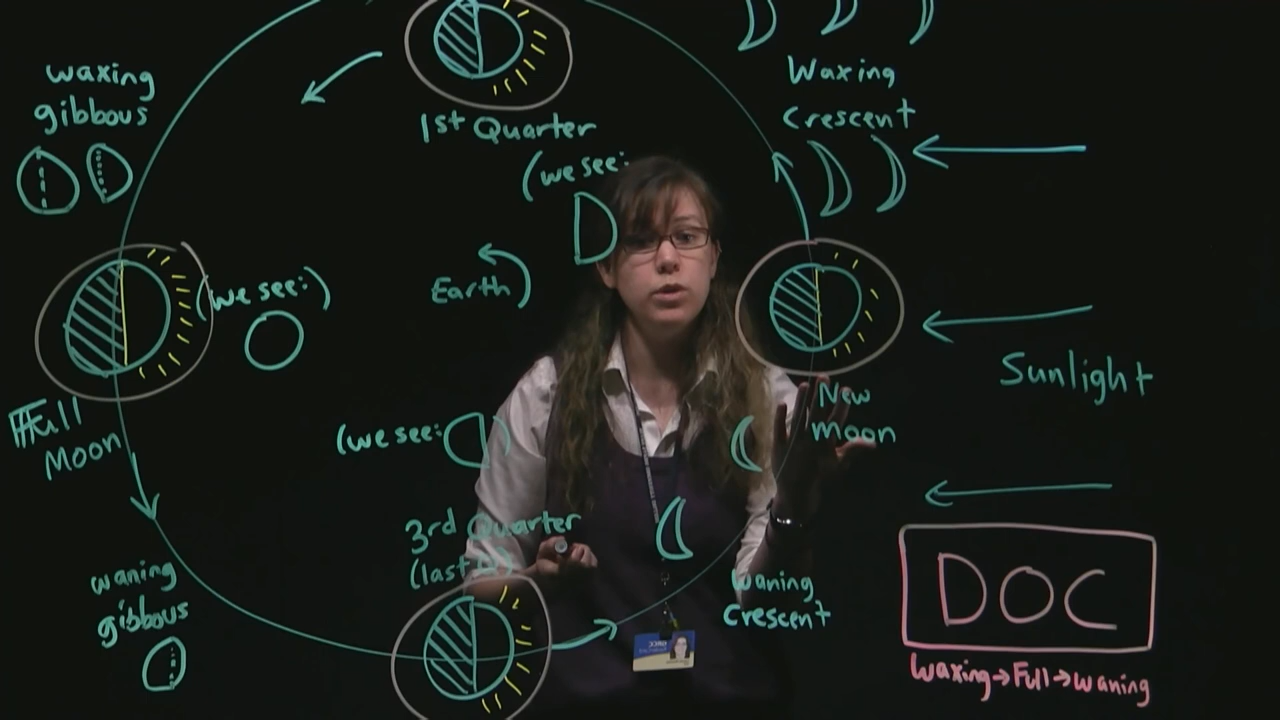 waxing
gibbous
1st Quarter
(we see:
Waxing
crescent
Earth
(we see:)
Sunlight
New
moon
Full
Moon
(we see:
3rd Quarter
(last Q)
waning
gibbous
waning
crescent
DOC
Waxing→Full→waning